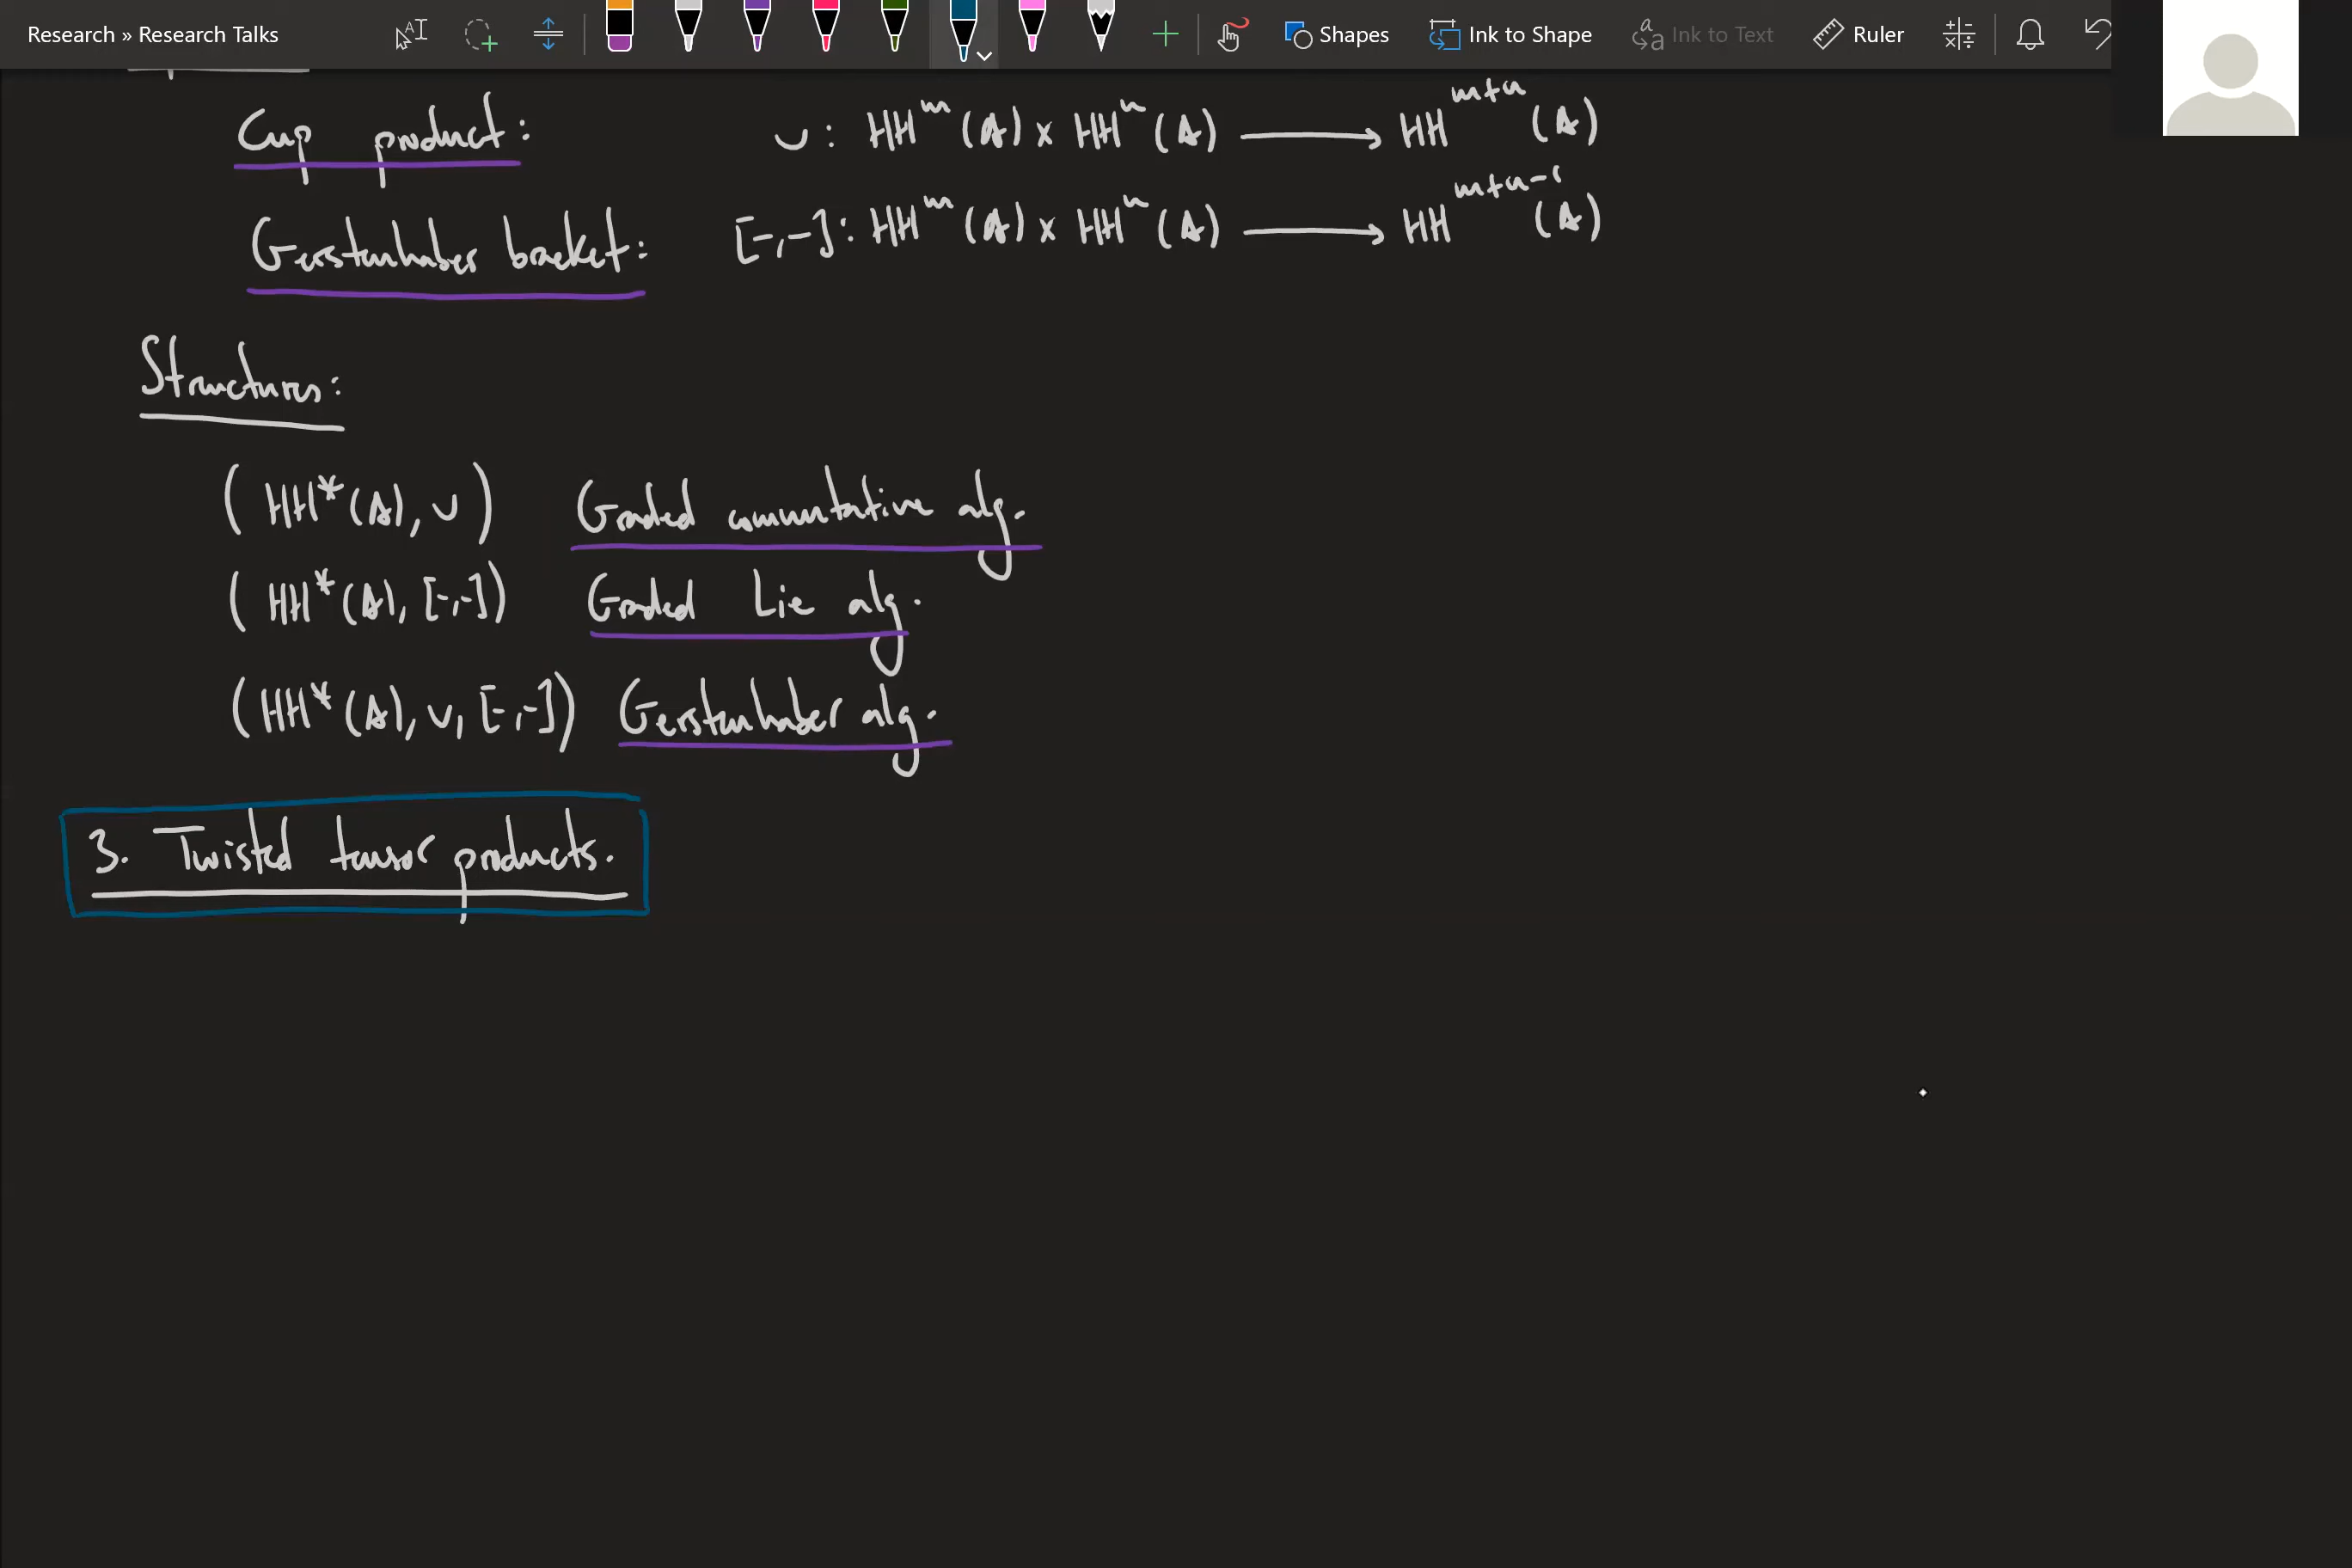 Research » Research Talks Shapes Ink to Shape Ink to Text Ruler
Cup product: ∪ : HH^m (A) × HH^n (A) ⟶ HH^{m+n} (A)
Gerstenhaber bracket: [-,-] : HH^m (A) × HH^n (A) ⟶ HH^{m+n-1} (A)
Structures:
(HH*(A), ∪) Graded commutative alg.
(HH*(A), [-,-]) Graded Lie alg.
(HH*(A), ∪, [-,-]) Gerstenhaber alg.
3. Twisted tensor products.